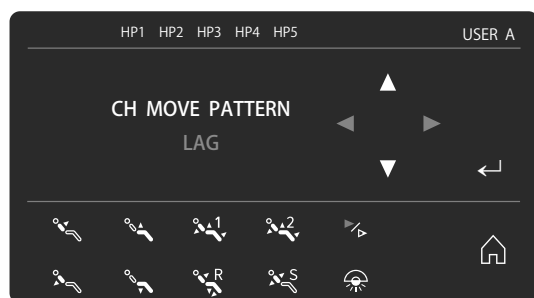 HP1 HP2 HP3 HP4 HP5 USER A
CH MOVE PATTERN
LAG
1 2
R S